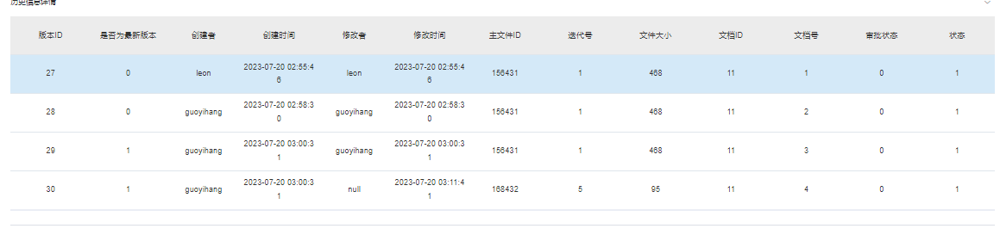 历史信息详情
版本ID 是否为最新版本 创建者 创建时间 修改者 修改时间 主文件ID 迭代号 文件大小 文档ID 文档号 审批状态 状态
27 0 leon 2023-07-20 02:55:46 leon 2023-07-20 02:55:46 156431 1 468 11 1 0 1
28 0 guoyihang 2023-07-20 02:58:30 guoyihang 2023-07-20 02:58:30 156431 1 468 11 2 0 1
29 1 guoyihang 2023-07-20 03:00:31 guoyihang 2023-07-20 03:00:31 156431 1 468 11 3 0 1
30 1 guoyihang 2023-07-20 03:00:31 null 2023-07-20 03:11:41 168432 5 95 11 4 0 1